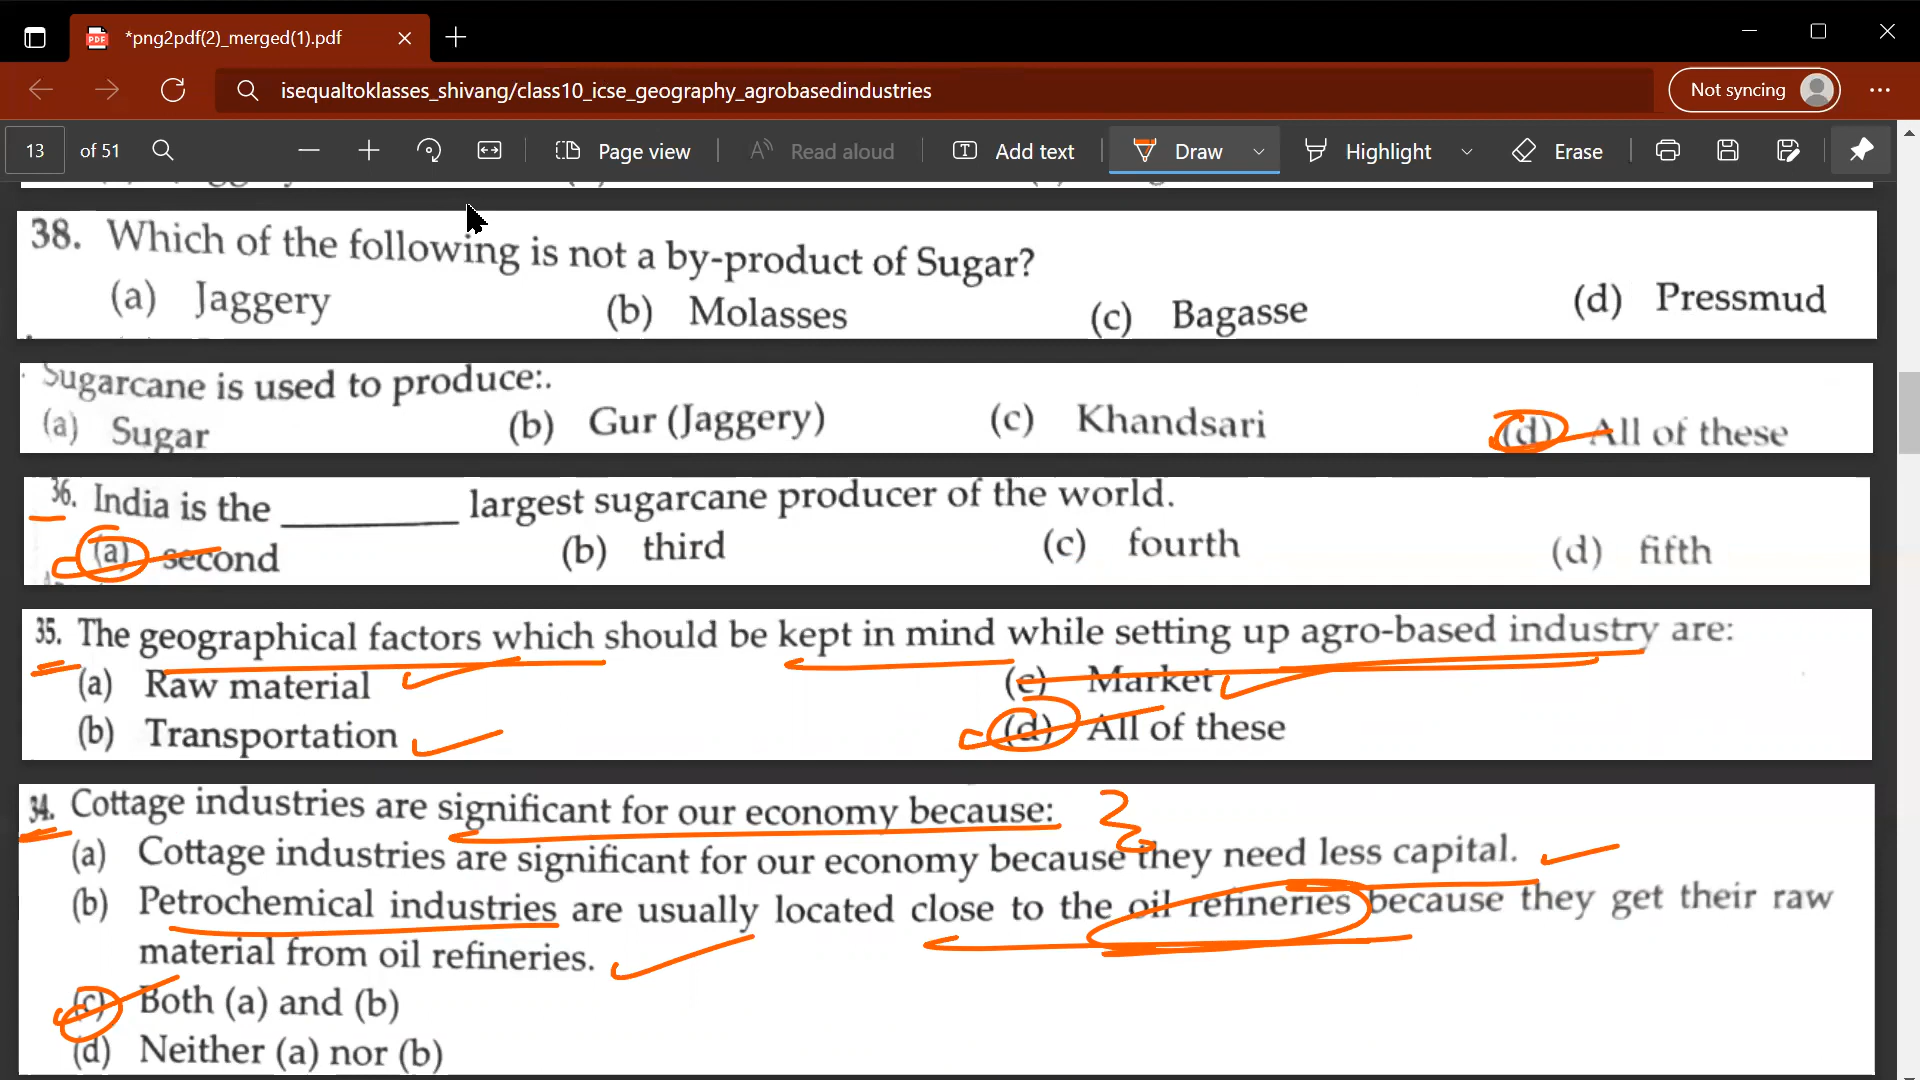 *png2pdf(2)_merged(1).pdf
isequaltoklasses_shivang/class10_icse_geography_agrobasedindustries
Not syncing
13 of 51 Page view Read aloud Add text Draw Highlight Erase
38. Which of the following is not a by-product of Sugar?
(a) Jaggery (b) Molasses (c) Bagasse (d) Pressmud
Sugarcane is used to produce:.
(a) Sugar (b) Gur (Jaggery) (c) Khandsari (d) All of these
36. India is the ________ largest sugarcane producer of the world.
(a) second (b) third (c) fourth (d) fifth
35. The geographical factors which should be kept in mind while setting up agro-based industry are:
(a) Raw material (c) Market
(b) Transportation (d) All of these
34. Cottage industries are significant for our economy because:
(a) Cottage industries are significant for our economy because they need less capital.
(b) Petrochemical industries are usually located close to the oil refineries because they get their raw
material from oil refineries.
(c) Both (a) and (b)
(d) Neither (a) nor (b)